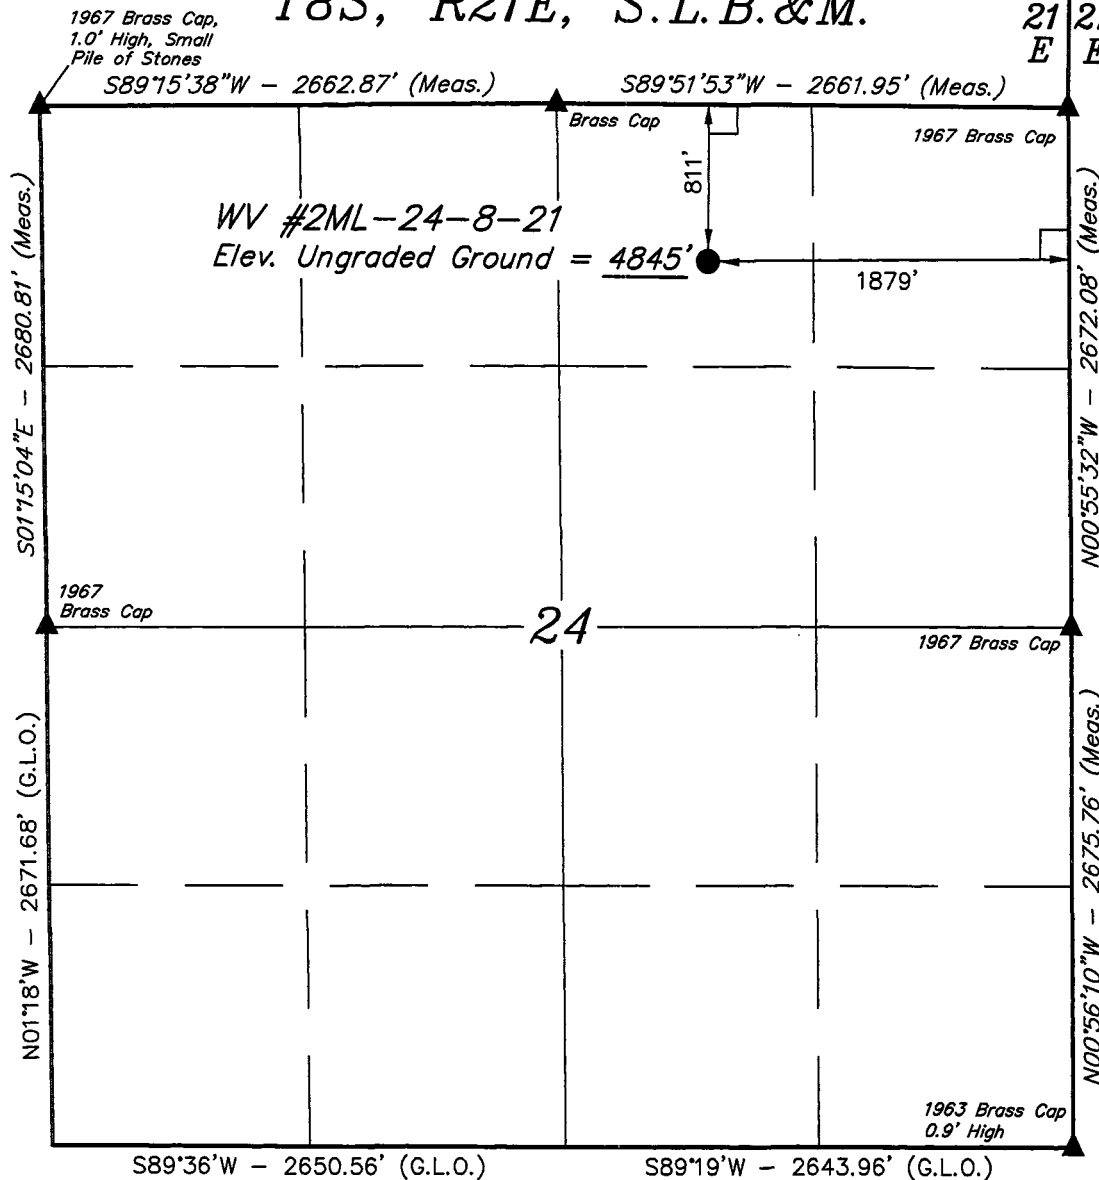 T8S, R21E, S.L.B.&M.
21
E
E
1967 Brass Cap,
1.0' High, Small
Pile of Stones
S89°15'38"W – 2662.87' (Meas.)
S89°51'53"W – 2661.95' (Meas.)
Brass Cap
1967 Brass Cap
811'
WV #2ML-24-8-21
Elev. Ungraded Ground = 4845'
1879'
S01°15'04"E – 2680.81' (Meas.)
N00°55'32"W – 2672.08' (Meas.)
1967
Brass Cap
24
1967 Brass Cap
N01°18'W – 2671.68' (G.L.O.)
N00°56'10"W – 2675.76' (Meas.)
1963 Brass Cap
0.9' High
S89°36'W – 2650.56' (G.L.O.)
S89°19'W – 2643.96' (G.L.O.)